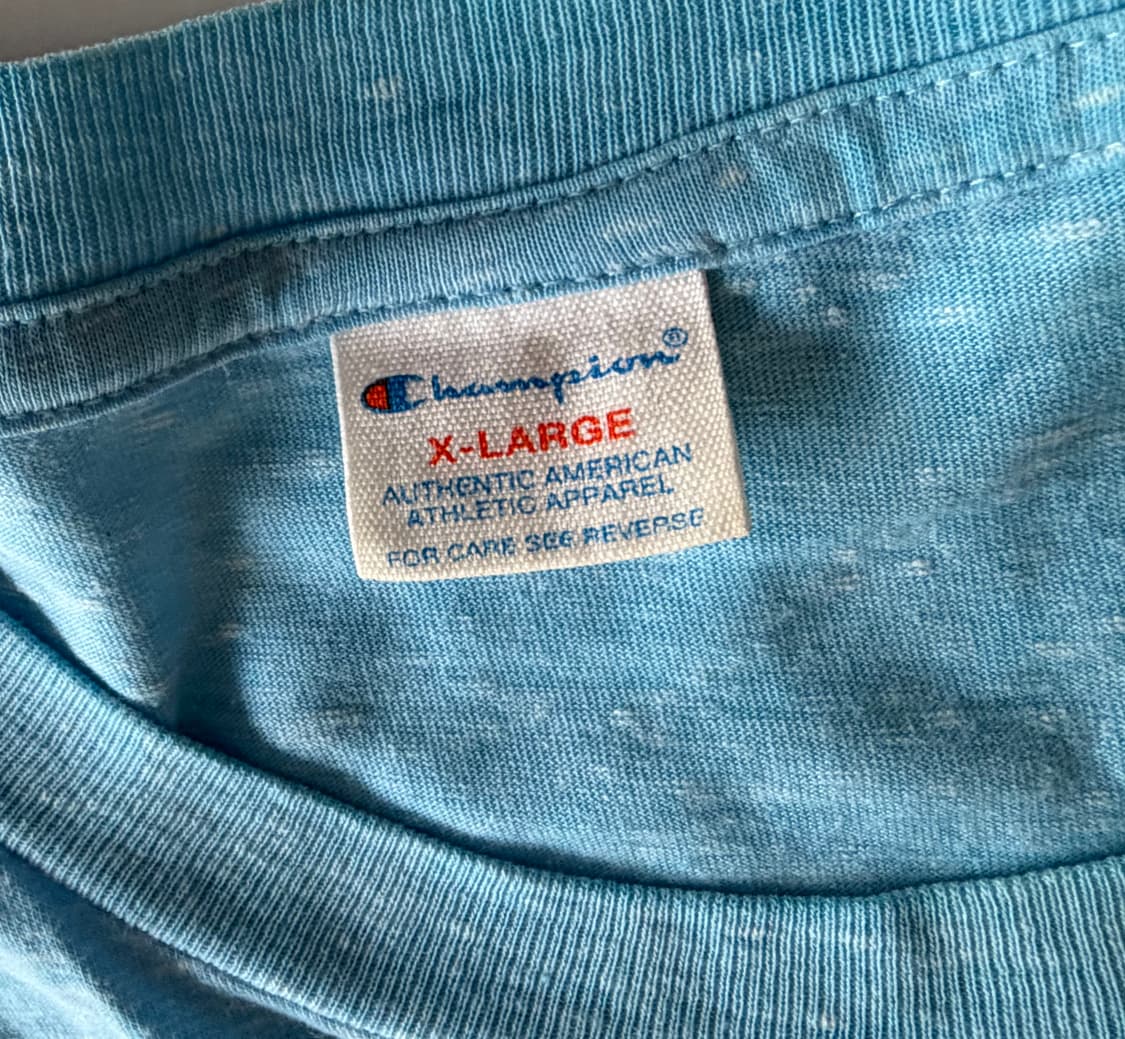 Champion®
X-LARGE
AUTHENTIC AMERICAN
ATHLETIC APPAREL
FOR CARE SEE REVERSE